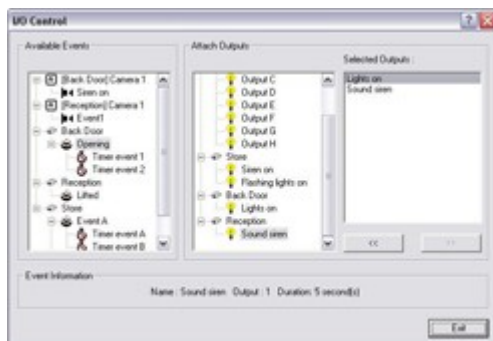 I/O Control
Available Events
[Back Door] Camera 1
Siren on
[Reception] Camera 1
Event1
Back Door
Opening
Timer event 1
Timer event 2
Reception
Lifted
Store
Event A
Timer event A
Timer event B
Attach Outputs
Output C
Output D
Output E
Output F
Output G
Output H
Store
Siren on
Flashing lights on
Back Door
Lights on
Reception
Sound siren
Selected Outputs :
Lights on
Sound siren
<<
>>
Event Information
Name : Sound siren Output : 1 Duration: 5 second(s)
Exit